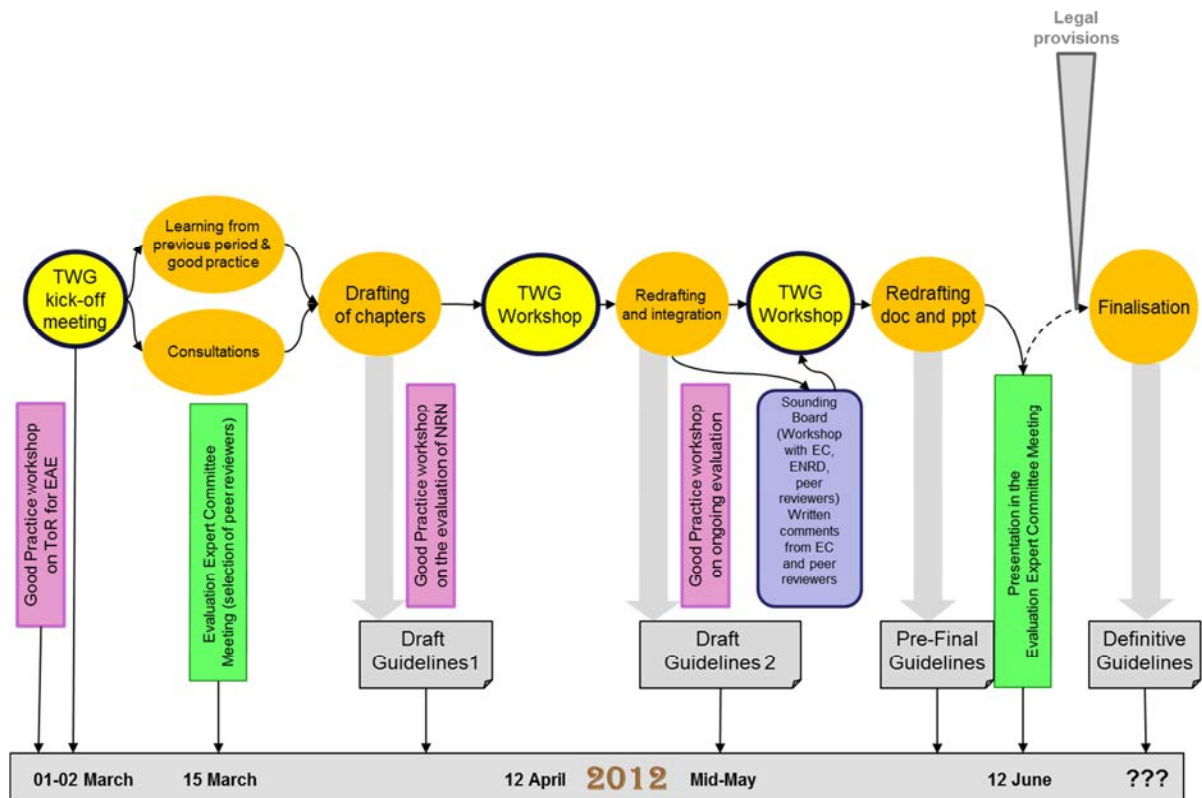 Legal
provisions
Learning from
previous period &
good practice
TWG
kick-off
meeting
Consultations
Drafting
of chapters
TWG
Workshop
Redrafting
and integration
TWG
Workshop
Redrafting
doc and ppt
Finalisation
Good Practice workshop
on ToR for EAE
Evaluation Expert Committee
Meeting (selection of peer reviewers)
Good Practice workshop
on the evaluation of NRN
Good Practice workshop
on ongoing evaluation
Sounding
Board
(Workshop
with EC,
ENRD,
peer
reviewers)
Written
comments
from EC
and peer
reviewers
Presentation in the
Evaluation Expert Committee Meeting
Draft
Guidelines 1
Draft
Guidelines 2
Pre-Final
Guidelines
Definitive
Guidelines
01-02 March 15 March 12 April 2012 Mid-May 12 June ???